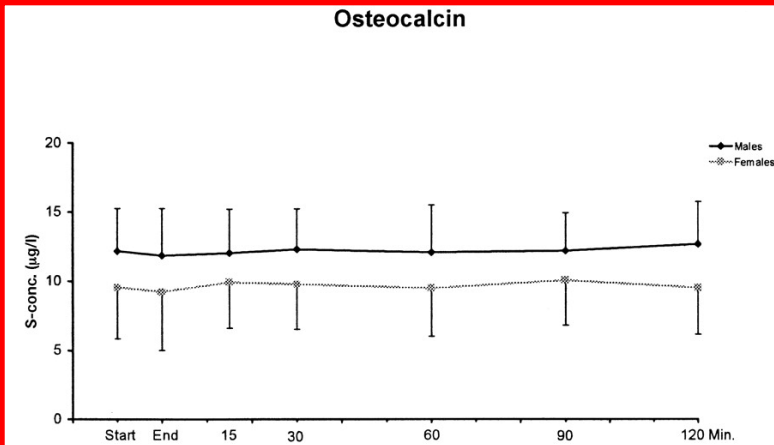 Osteocalcin
20
Males
Females
15
10
5
0
S-conc. (µg/l)
Start End 15 30 60 90 120 Min.